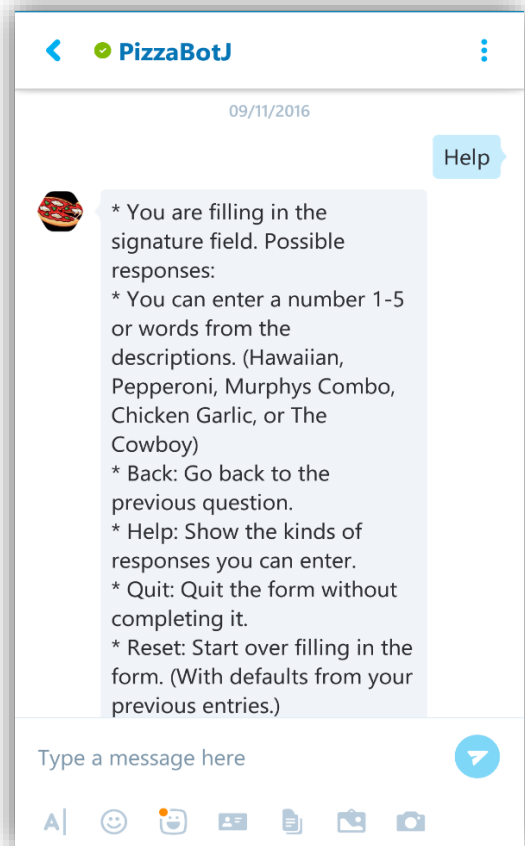 PizzaBotJ
09/11/2016
Help
* You are filling in the
signature field. Possible
responses:
* You can enter a number 1-5
or words from the
descriptions. (Hawaiian,
Pepperoni, Murphys Combo,
Chicken Garlic, or The
Cowboy)
* Back: Go back to the
previous question.
* Help: Show the kinds of
responses you can enter.
* Quit: Quit the form without
completing it.
* Reset: Start over filling in the
form. (With defaults from your
previous entries.)
Type a message here
A